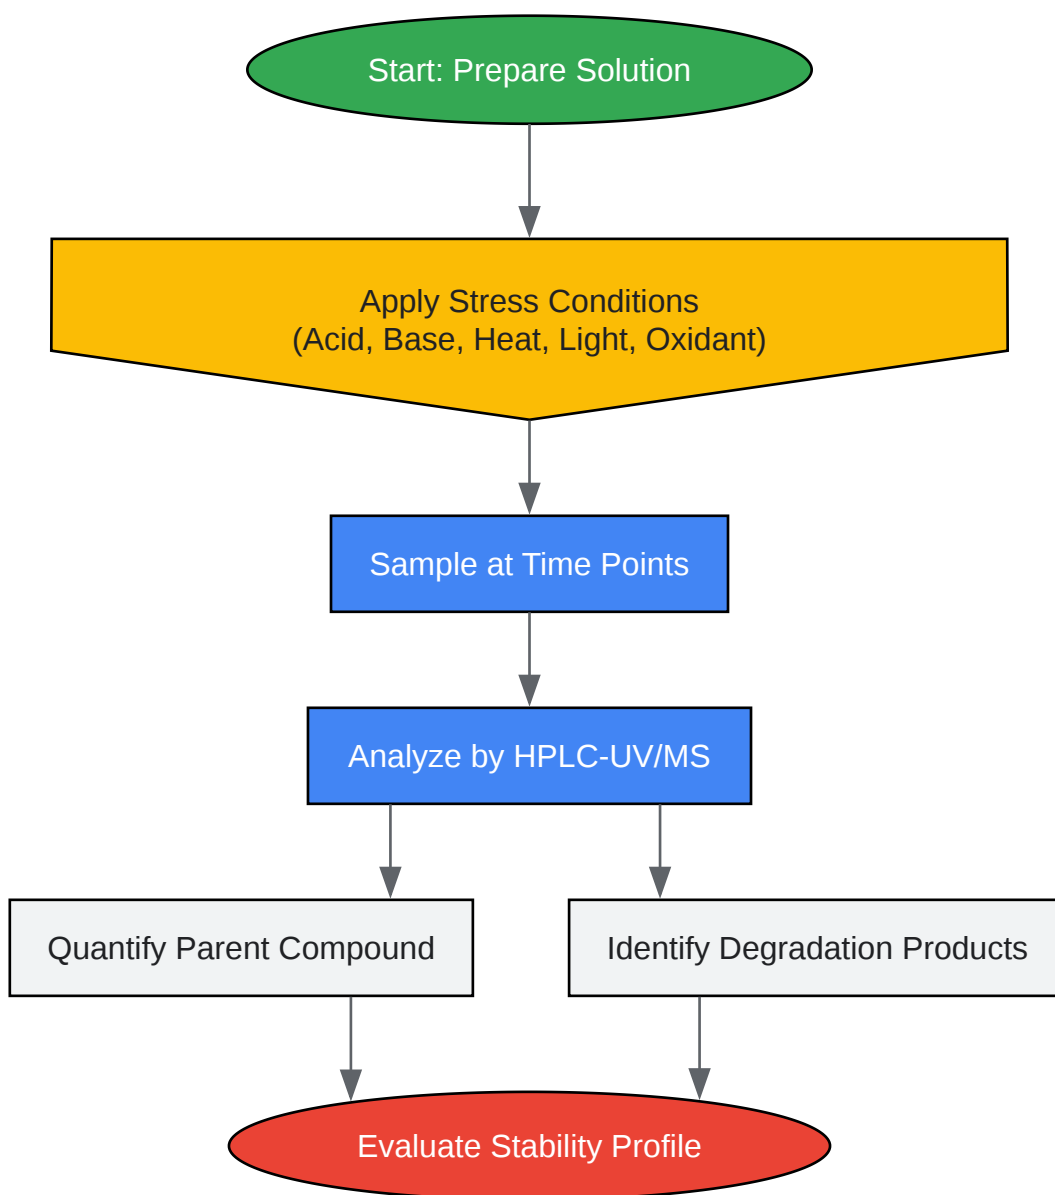 Start: Prepare Solution
Apply Stress Conditions
(Acid, Base, Heat, Light, Oxidant)
Sample at Time Points
Analyze by HPLC-UV/MS
Quantify Parent Compound
Identify Degradation Products
Evaluate Stability Profile